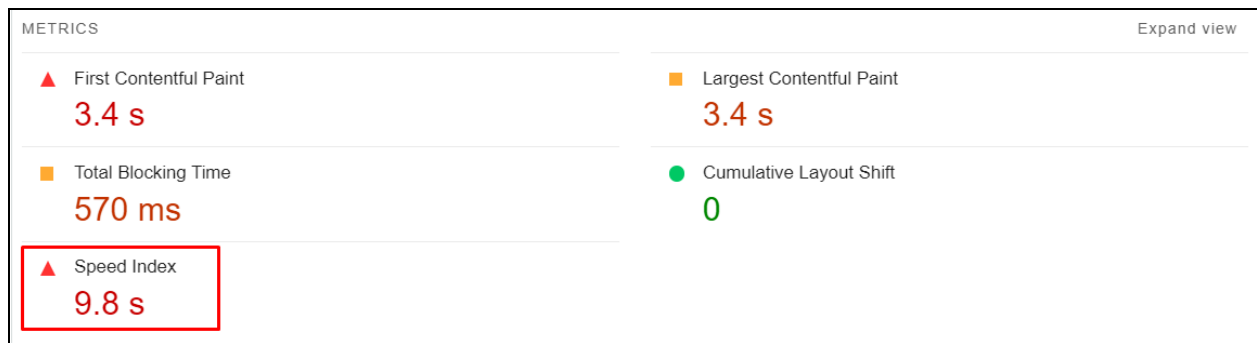 METRICS
Expand view
First Contentful Paint
3.4 s
Largest Contentful Paint
3.4 s
Total Blocking Time
570 ms
Cumulative Layout Shift
0
Speed Index
9.8 s